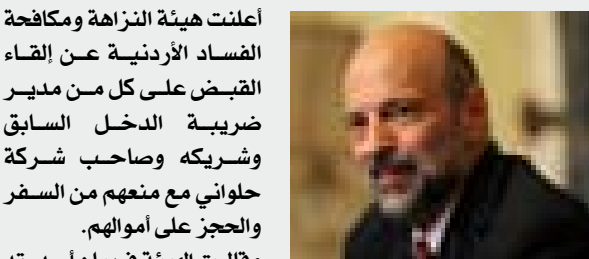 أعلنت هيئة النزاهة ومكافحة
الفساد الأردنية عن إلقاء
القبض على كل من مدير
ضريبة الدخل السابق
وشريكه وصاحب شركة
حلواني مع منعهم من السفر
والحجز على أموالهم.